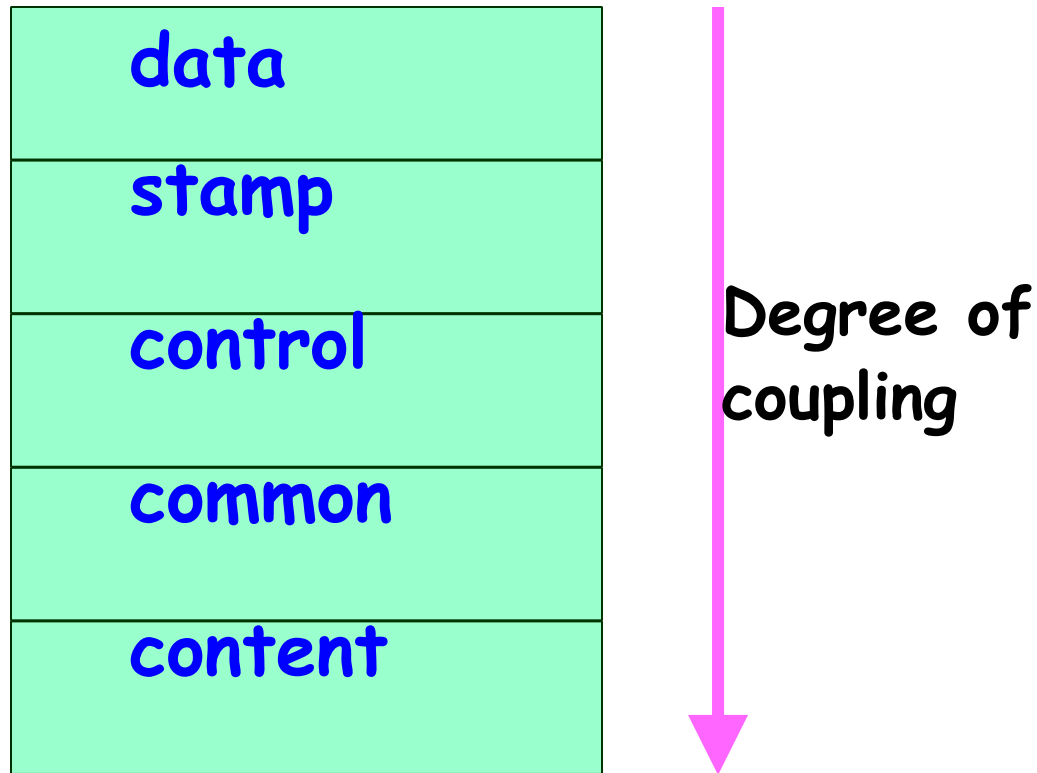 data
stamp
control
common
content
Degree of
coupling